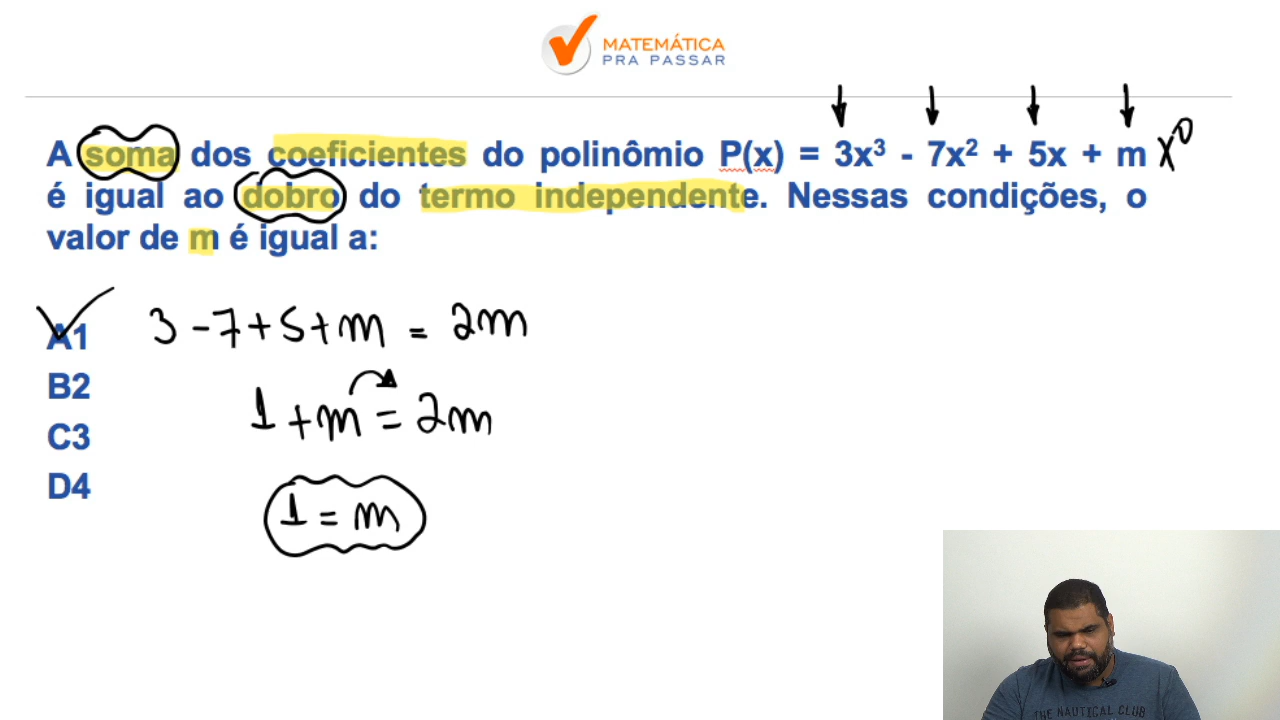 MATEMÁTICA
PRA PASSAR
A soma dos coeficientes do polinômio P(x) = 3x³ - 7x² + 5x + m x⁰
é igual ao dobro do termo independente. Nessas condições, o
valor de m é igual a:
A1
3 - 7 + 5 + m = 2m
B2
1 + m = 2m
C3
D4
1 = m
THE NAUTICAL CLUB